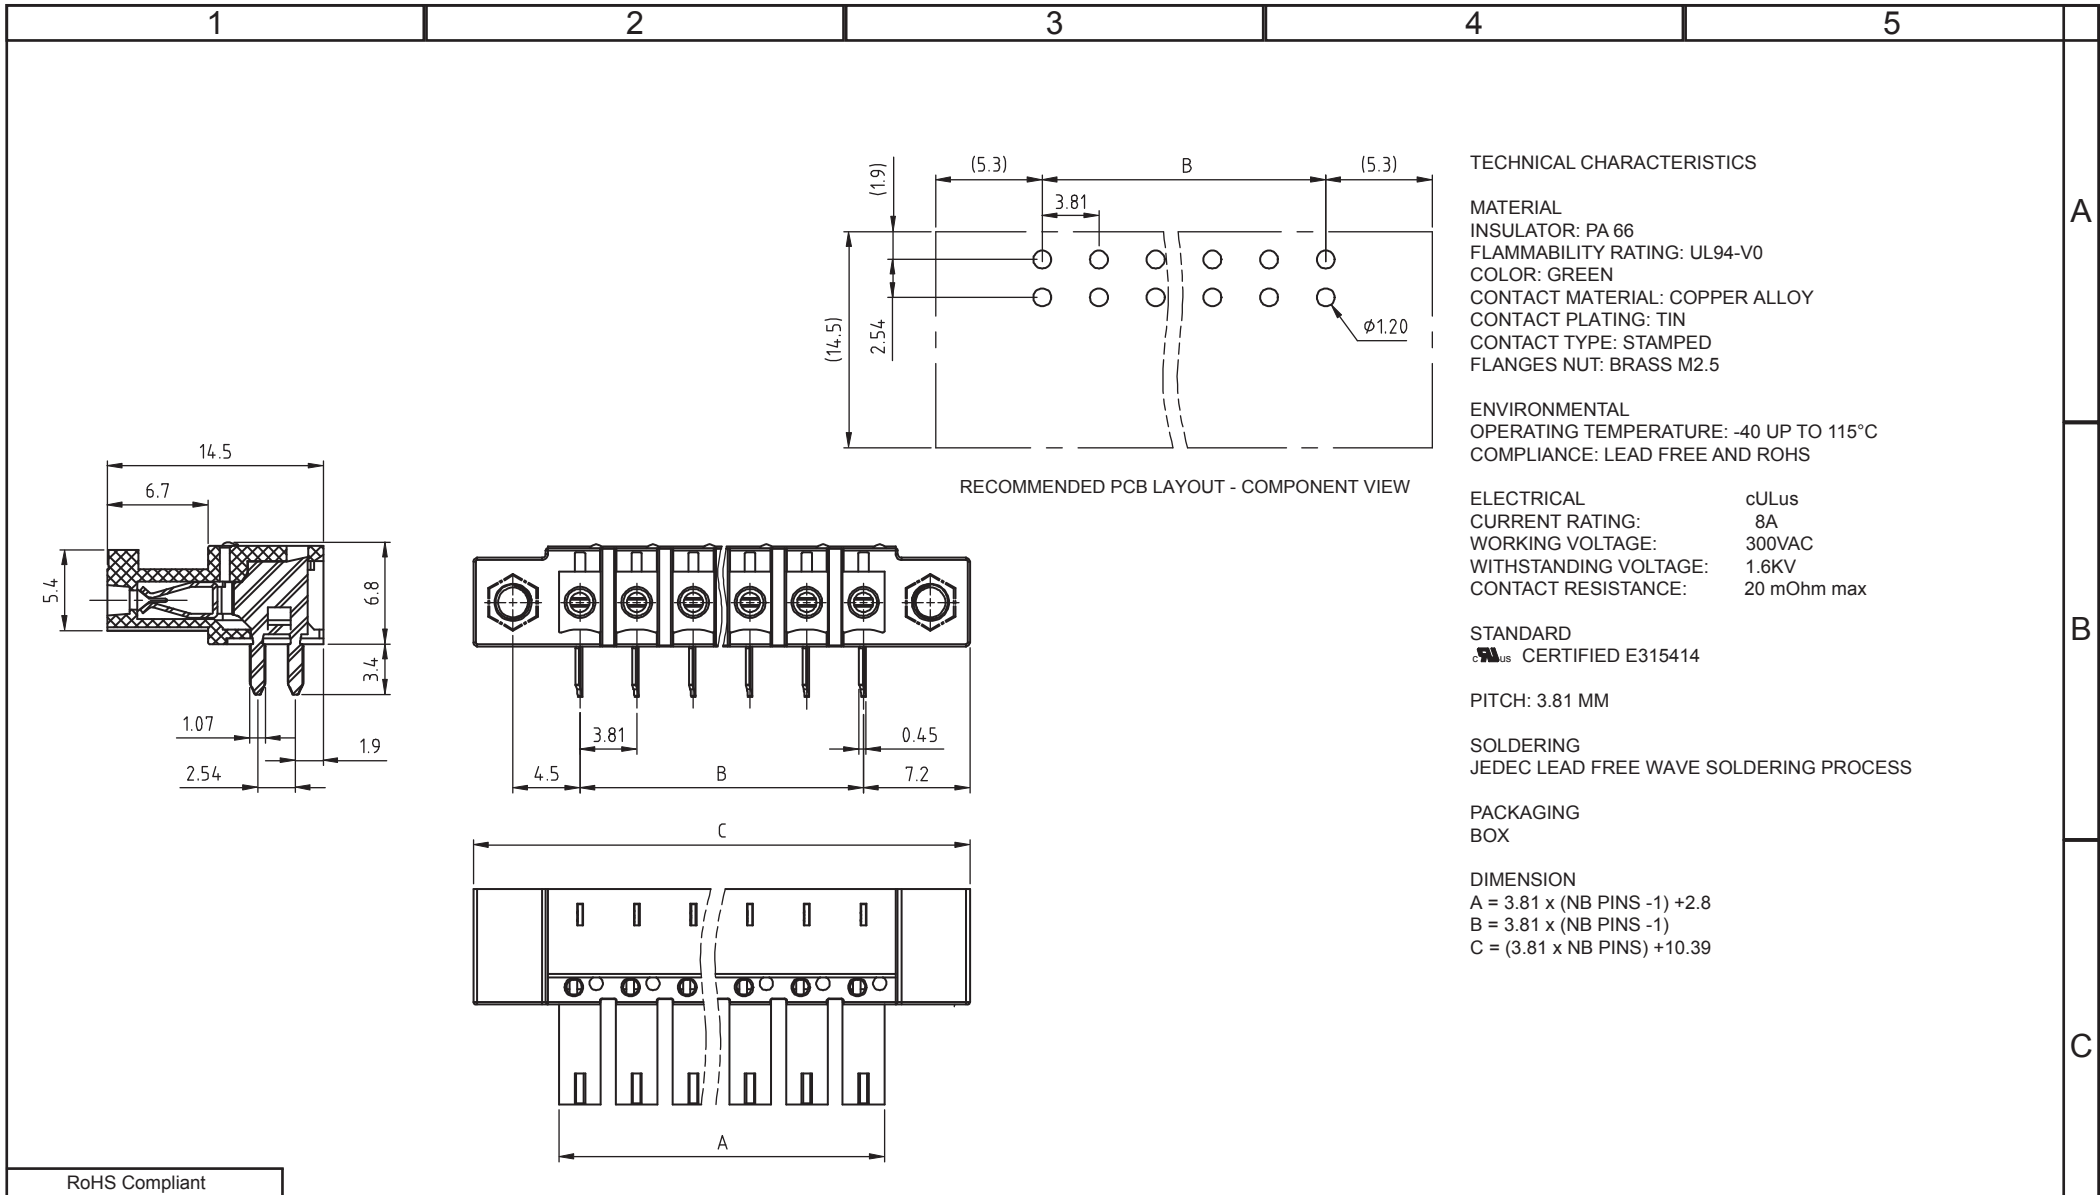 1 2 3 4 5
A
B
C
(5.3) B (5.3)
(1.9)
3.81
(14.5)
2.54
ϕ1.20
RECOMMENDED PCB LAYOUT - COMPONENT VIEW
14.5
6.7
5.4
6.8
3.4
1.07
1.9
2.54
3.81
0.45
4.5 B 7.2
C
A
TECHNICAL CHARACTERISTICS
MATERIAL
INSULATOR: PA 66
FLAMMABILITY RATING: UL94-V0
COLOR: GREEN
CONTACT MATERIAL: COPPER ALLOY
CONTACT PLATING: TIN
CONTACT TYPE: STAMPED
FLANGES NUT: BRASS M2.5
ENVIRONMENTAL
OPERATING TEMPERATURE: -40 UP TO 115°C
COMPLIANCE: LEAD FREE AND ROHS
ELECTRICAL cULus
CURRENT RATING: 8A
WORKING VOLTAGE: 300VAC
WITHSTANDING VOLTAGE: 1.6KV
CONTACT RESISTANCE: 20 mOhm max
STANDARD
c RU us CERTIFIED E315414
PITCH: 3.81 MM
SOLDERING
JEDEC LEAD FREE WAVE SOLDERING PROCESS
PACKAGING
BOX
DIMENSION
A = 3.81 x (NB PINS -1) +2.8
B = 3.81 x (NB PINS -1)
C = (3.81 x NB PINS) +10.39
RoHS Compliant